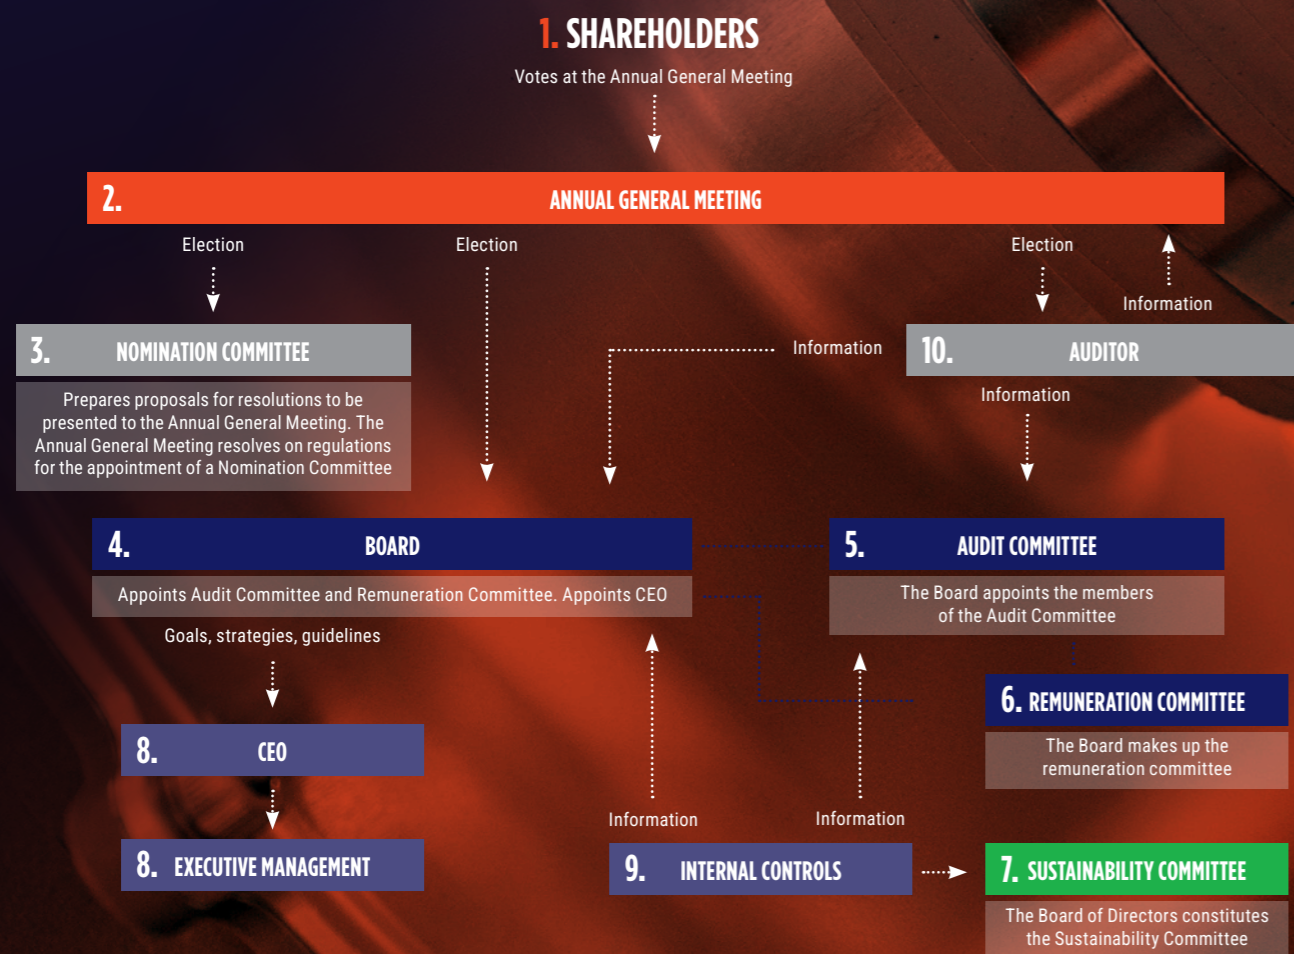 1. SHAREHOLDERS
Votes at the Annual General Meeting
2. ANNUAL GENERAL MEETING
Election
Election
Election
Information
3. NOMINATION COMMITTEE
Prepares proposals for resolutions to be
presented to the Annual General Meeting. The
Annual General Meeting resolves on regulations
for the appointment of a Nomination Committee
Information
10. AUDITOR
Information
4. BOARD
Appoints Audit Committee and Remuneration Committee. Appoints CEO
Goals, strategies, guidelines
5. AUDIT COMMITTEE
The Board appoints the members
of the Audit Committee
6. REMUNERATION COMMITTEE
The Board makes up the
remuneration committee
8. CEO
8. EXECUTIVE MANAGEMENT
Information
Information
9. INTERNAL CONTROLS
7. SUSTAINABILITY COMMITTEE
The Board of Directors constitutes
the Sustainability Committee